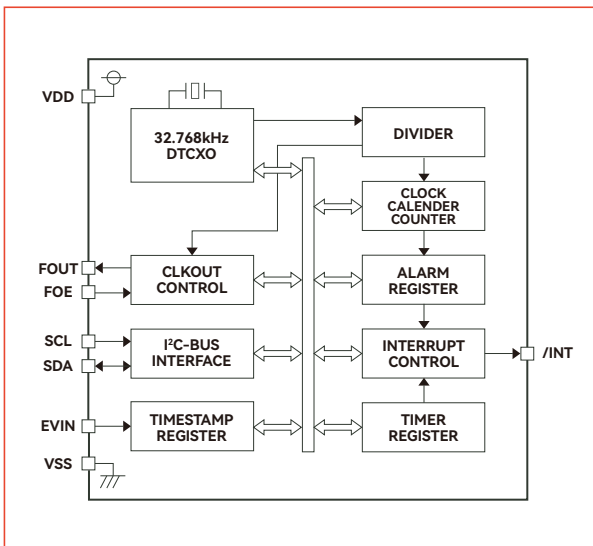 VDD
32.768kHz
DTCXO
DIVIDER
CLOCK
CALENDER
COUNTER
FOUT
FOE
CLKOUT
CONTROL
ALARM
REGISTER
SCL
SDA
I²C-BUS
INTERFACE
INTERRUPT
CONTROL
/INT
EVIN
TIMESTAMP
REGISTER
TIMER
REGISTER
VSS